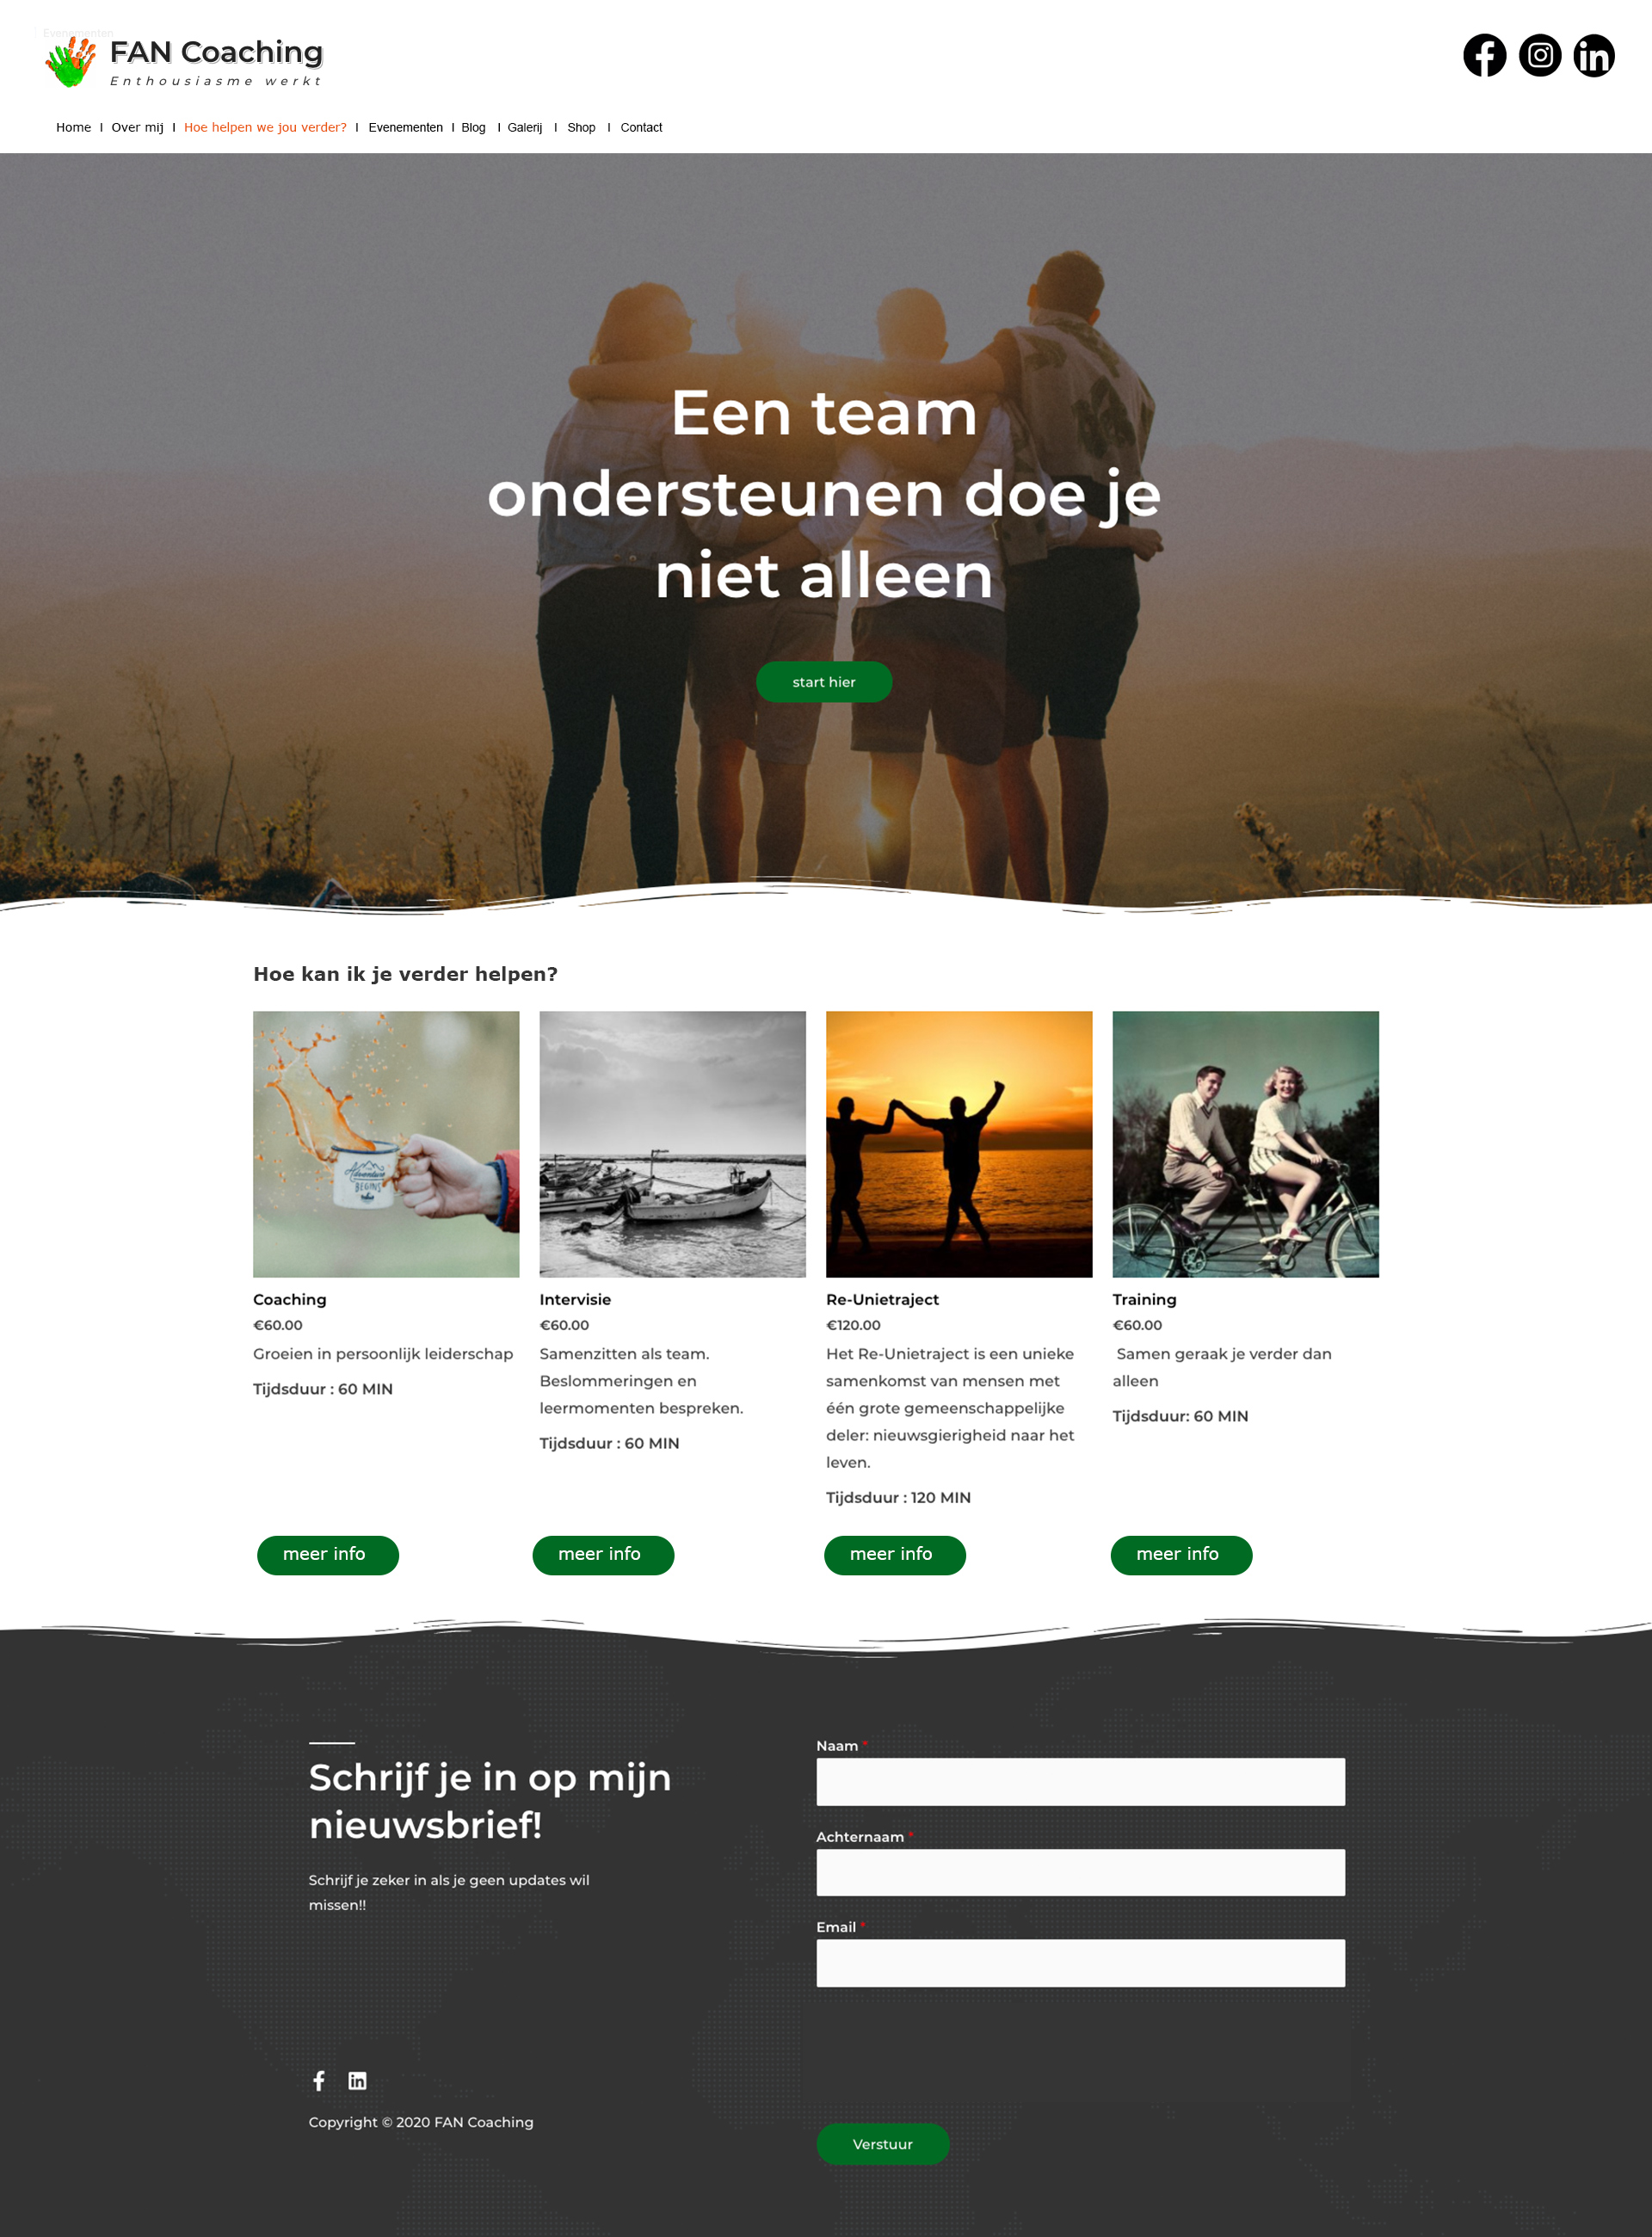 Evenementen
FAN Coaching
Enthousiasme werkt
Home I Over mij I Hoe helpen we jou verder? I Evenementen I Blog I Galerij I Shop I Contact
Een team
ondersteunen doe je
niet alleen
start hier
Hoe kan ik je verder helpen?
Adventure
BEGINS
Coaching
€60.00
Groeien in persoonlijk leiderschap
Tijdsduur : 60 MIN
Intervisie
€60.00
Samenzitten als team.
Beslommeringen en
leermomenten bespreken.
Tijdsduur : 60 MIN
Re-Unietraject
€120.00
Het Re-Unietraject is een unieke
samenkomst van mensen met
één grote gemeenschappelijke
deler: nieuwsgierigheid naar het
leven.
Tijdsduur : 120 MIN
Training
€60.00
Samen geraak je verder dan
alleen
Tijdsduur: 60 MIN
meer info
meer info
meer info
meer info
Schrijf je in op mijn
nieuwsbrief!
Schrijf je zeker in als je geen updates wil
missen!!
Naam *
Achternaam *
Email *
Copyright © 2020 FAN Coaching
Verstuur